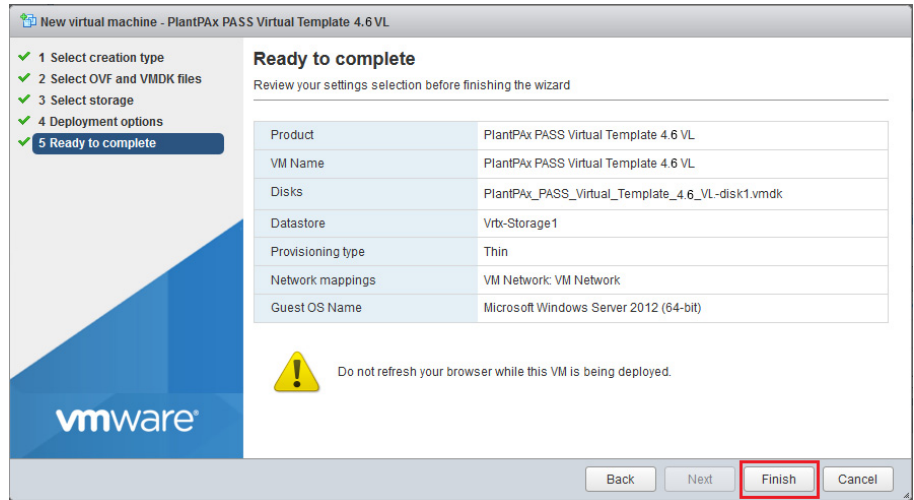 New virtual machine - PlantPAx PASS Virtual Template 4.6 VL
1 Select creation type
2 Select OVF and VMDK files
3 Select storage
4 Deployment options
5 Ready to complete
Ready to complete
Review your settings selection before finishing the wizard
Product PlantPAx PASS Virtual Template 4.6 VL
VM Name PlantPAx PASS Virtual Template 4.6 VL
Disks PlantPAx_PASS_Virtual_Template_4.6_VL-disk1.vmdk
Datastore Vrtx-Storage1
Provisioning type Thin
Network mappings VM Network: VM Network
Guest OS Name Microsoft Windows Server 2012 (64-bit)
Do not refresh your browser while this VM is being deployed.
vmware®
Back Next Finish Cancel